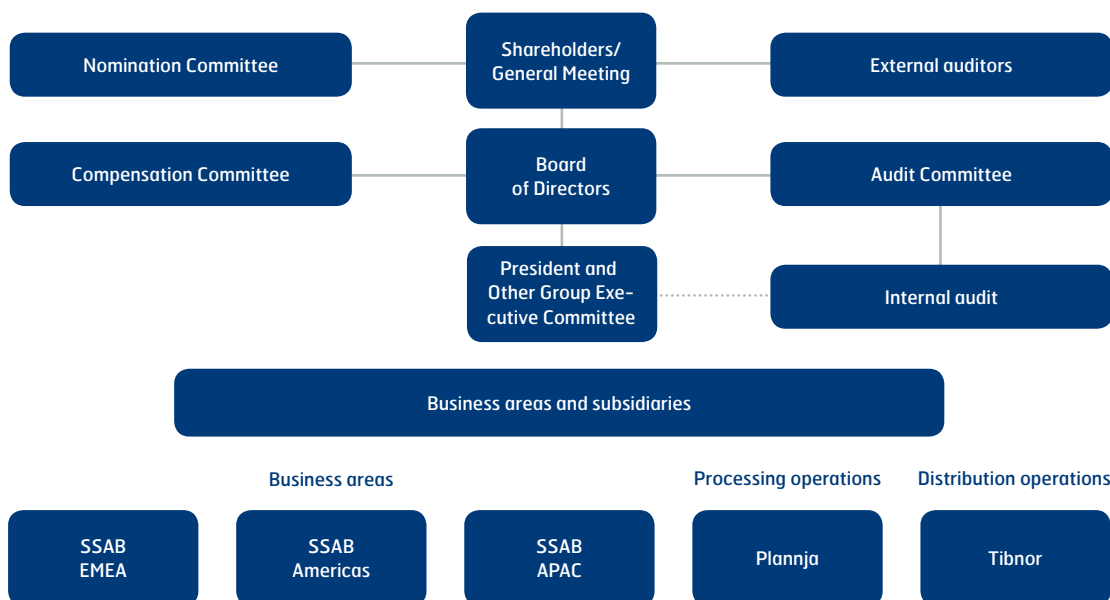 Nomination Committee
Shareholders/
General Meeting
External auditors
Compensation Committee
Board
of Directors
Audit Committee
President and
Other Group Exe-
cutive Committee
Internal audit
Business areas and subsidiaries
Business areas
Processing operations
Distribution operations
SSAB
EMEA
SSAB
Americas
SSAB
APAC
Plannja
Tibnor